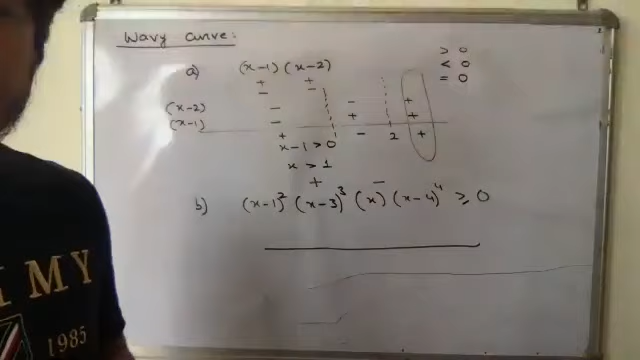 Wavy curve:
a) (x-1) (x-2)
+ +
- -
> 0
< 0
= 0
(x-2) - - +
(x-1) - + +
+ - 2 +
x-1 > 0
x > 1
+ -
b) (x-1)² (x-3)³ (x) (x-4)⁴ ≥ 0
MY
1985